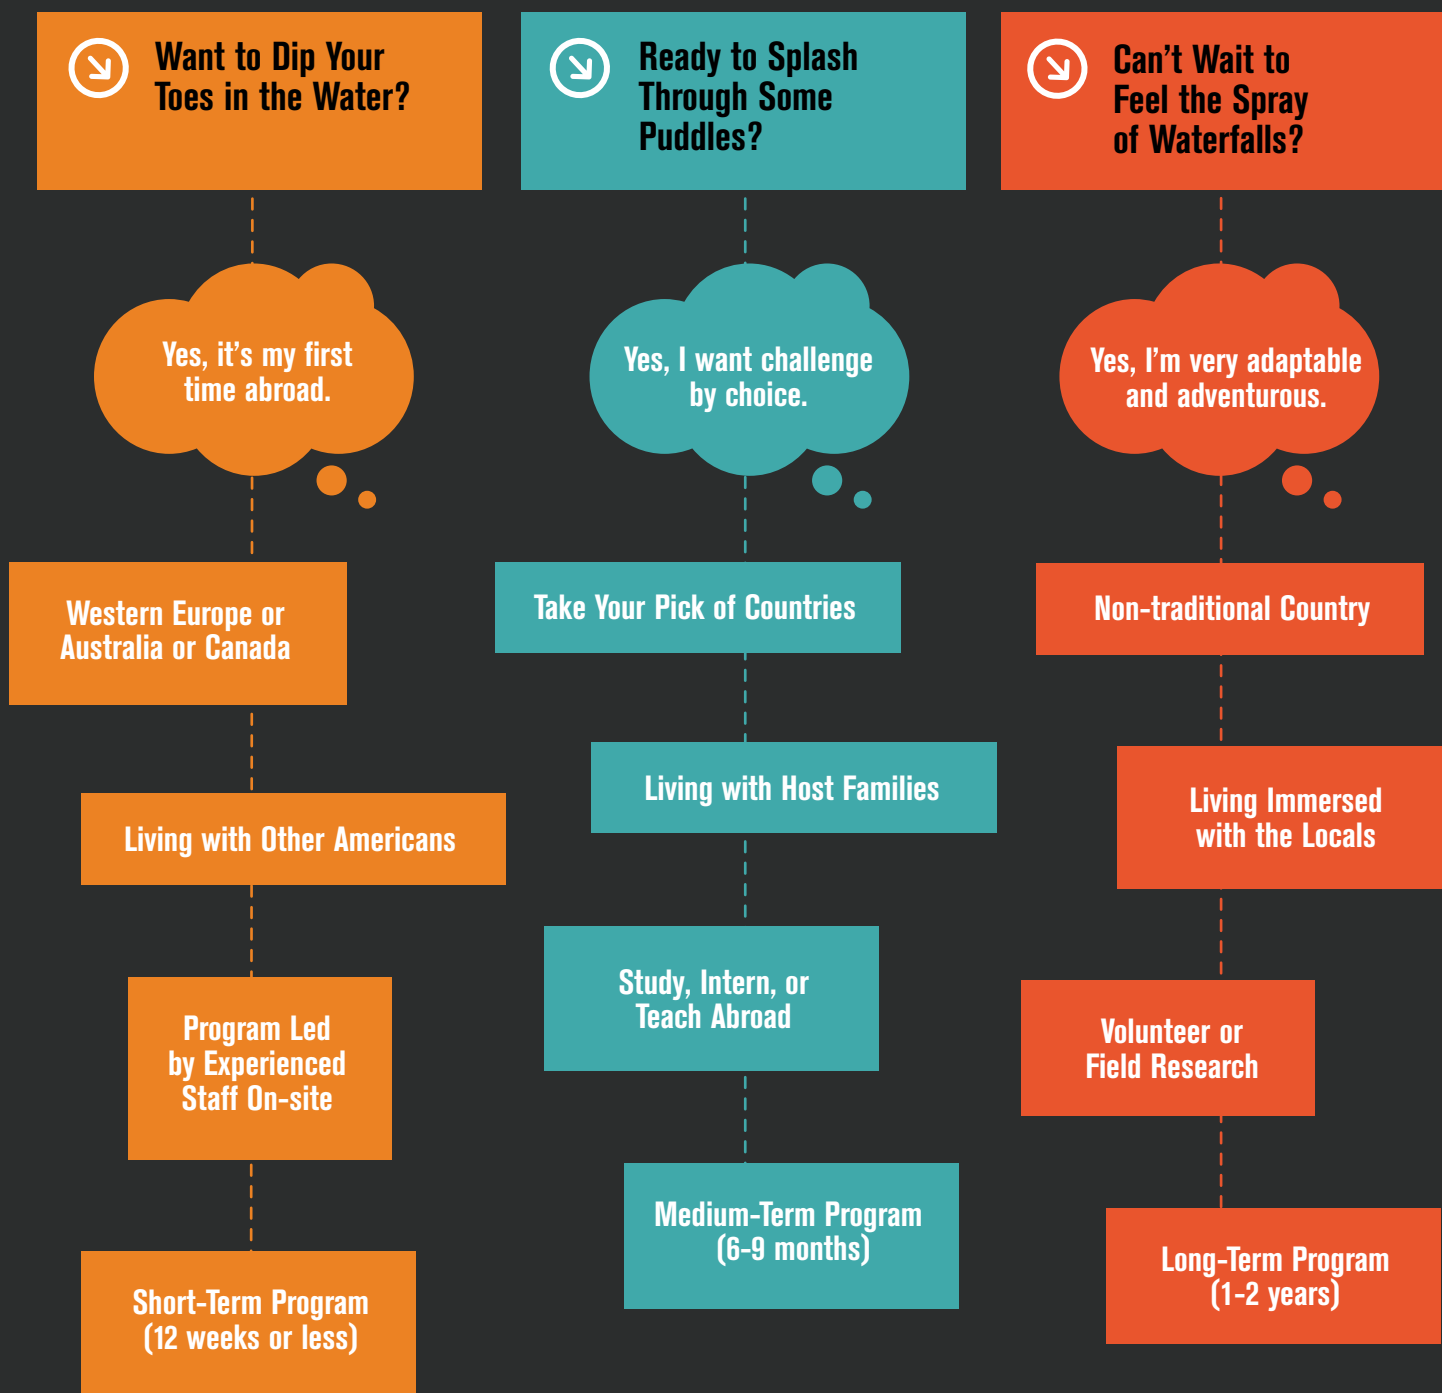 Want to Dip Your
Toes in the Water?
Yes, it's my first
time abroad.
Western Europe or
Australia or Canada
Living with Other Americans
Program Led
by Experienced
Staff On-site
Short-Term Program
(12 weeks or less)
Ready to Splash
Through Some
Puddles?
Yes, I want challenge
by choice.
Take Your Pick of Countries
Living with Host Families
Study, Intern, or
Teach Abroad
Medium-Term Program
(6-9 months)
Can't Wait to
Feel the Spray
of Waterfalls?
Yes, I'm very adaptable
and adventurous.
Non-traditional Country
Living Immersed
with the Locals
Volunteer or
Field Research
Long-Term Program
(1-2 years)